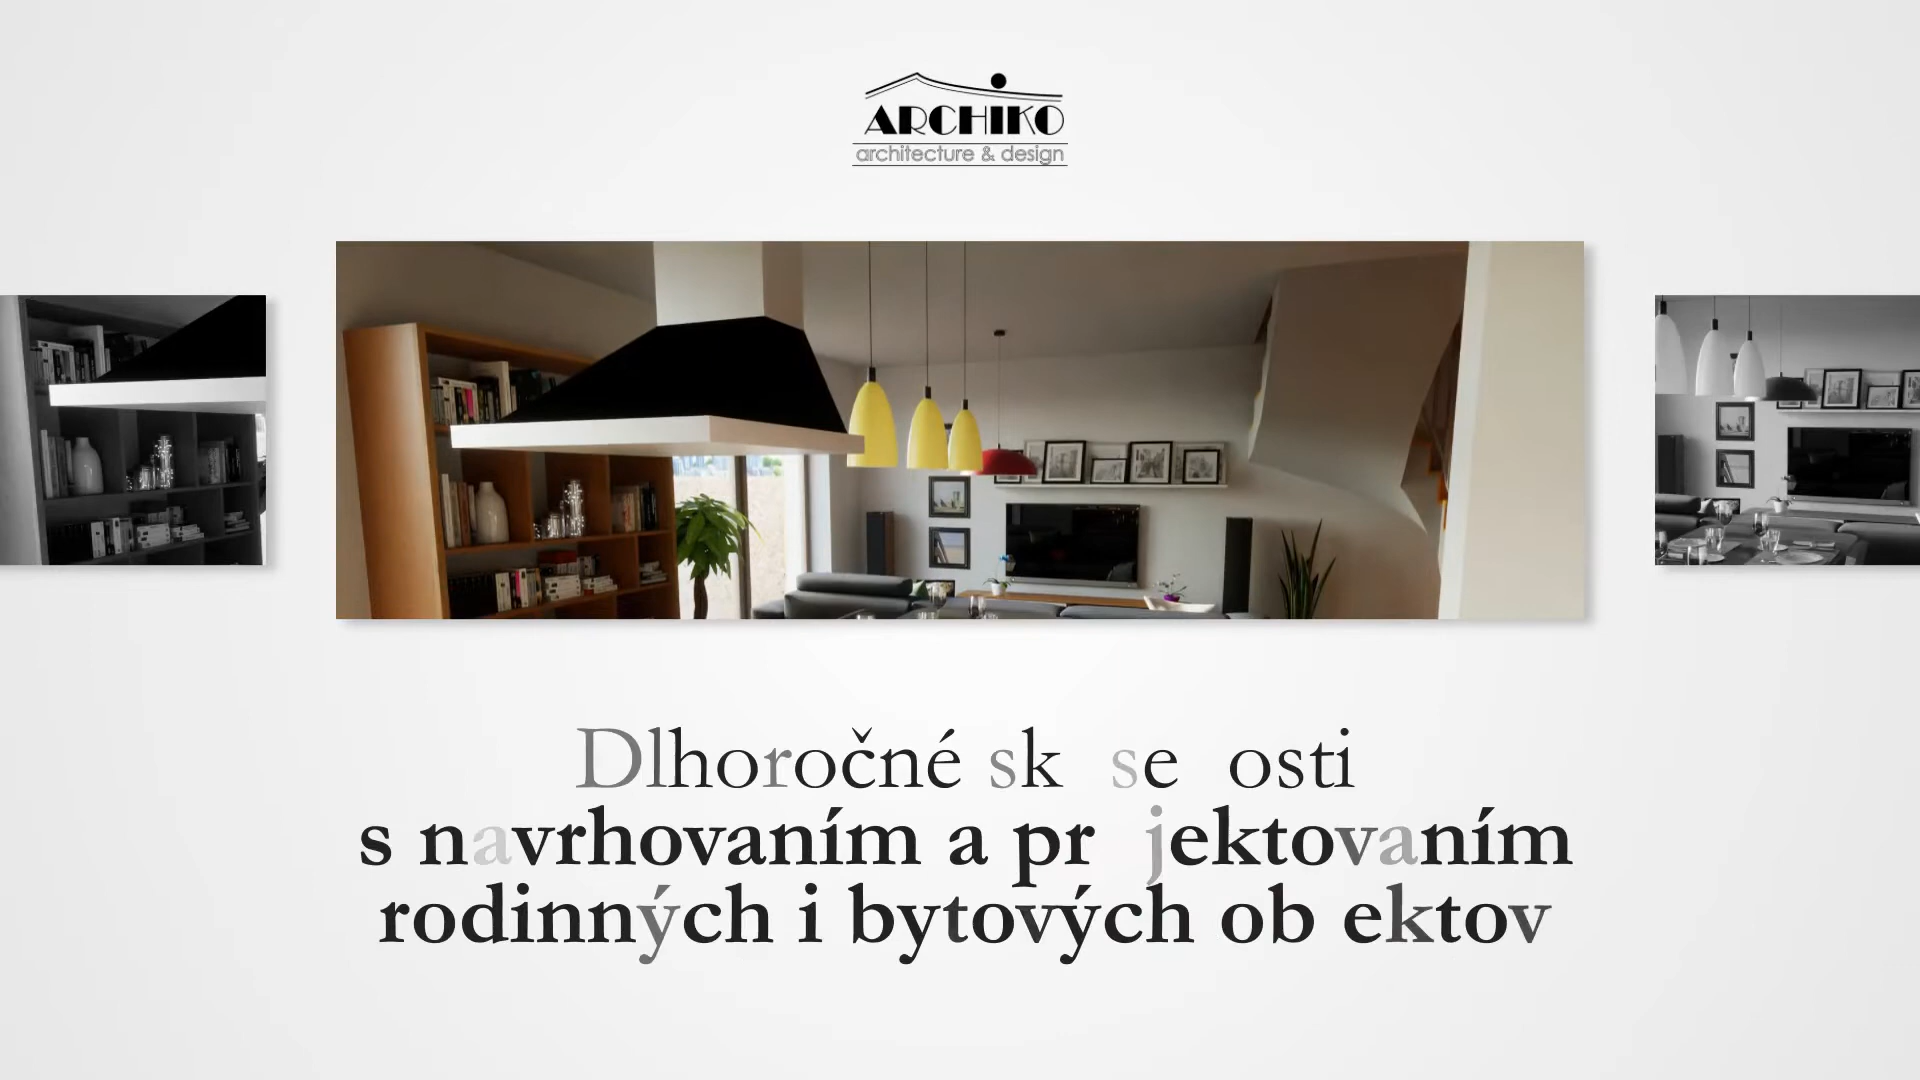 ARCHIKO
architecture & design
Dlhoročné sk se osti
s navrhovaním a pr jektovaním
rodinných i bytových ob ektov